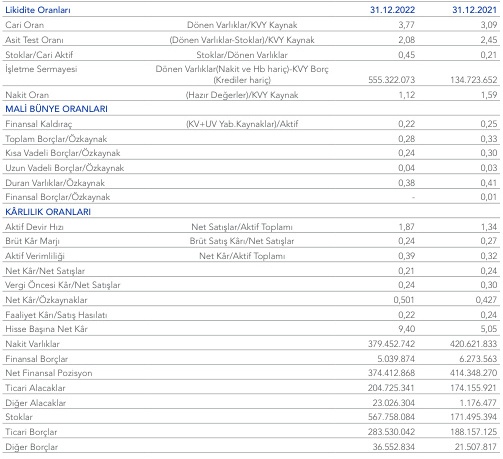 Likidite Oranları 31.12.2022 31.12.2021
Cari Oran Dönen Varlıklar/KVY Kaynak 3,77 3,09
Asit Test Oranı (Dönen Varlıklar-Stoklar)/KVY Kaynak 2,08 2,45
Stoklar/Cari Aktif Stoklar/Dönen Varlıklar 0,45 0,21
İşletme Sermayesi Dönen Varlıklar(Nakit ve Hb hariç)-KVY Borç
(Krediler hariç) 555.322.073 134.723.652
Nakit Oran (Hazır Değerler)/KVY Kaynak 1,12 1,59
MALİ BÜNYE ORANLARI
Finansal Kaldıraç (KV+UV Yab.Kaynaklar)/Aktif 0,22 0,25
Toplam Borçlar/Özkaynak 0,28 0,33
Kısa Vadeli Borçlar/Özkaynak 0,24 0,30
Uzun Vadeli Borçlar/Özkaynak 0,04 0,03
Duran Varlıklar/Özkaynak 0,38 0,41
Finansal Borçlar/Özkaynak - 0,01
KÂRLILIK ORANLARI
Aktif Devir Hızı Net Satışlar/Aktif Toplamı 1,87 1,34
Brüt Kâr Marjı Brüt Satış Kârı/Net Satışlar 0,24 0,27
Aktif Verimliliği Net Kâr/Aktif Toplamı 0,39 0,32
Net Kâr/Net Satışlar 0,21 0,24
Vergi Öncesi Kâr/Net Satışlar 0,24 0,30
Net Kâr/Özkaynaklar 0,501 0,427
Faaliyet Kârı/Satış Hasılatı 0,22 0,24
Hisse Başına Net Kâr 9,40 5,05
Nakit Varlıklar 379.452.742 420.621.833
Finansal Borçlar 5.039.874 6.273.563
Net Finansal Pozisyon 374.412.868 414.348.270
Ticari Alacaklar 204.725.341 174.155.921
Diğer Alacaklar 23.026.304 1.176.477
Stoklar 567.758.084 171.495.394
Ticari Borçlar 283.530.042 188.157.125
Diğer Borçlar 36.552.834 21.507.817